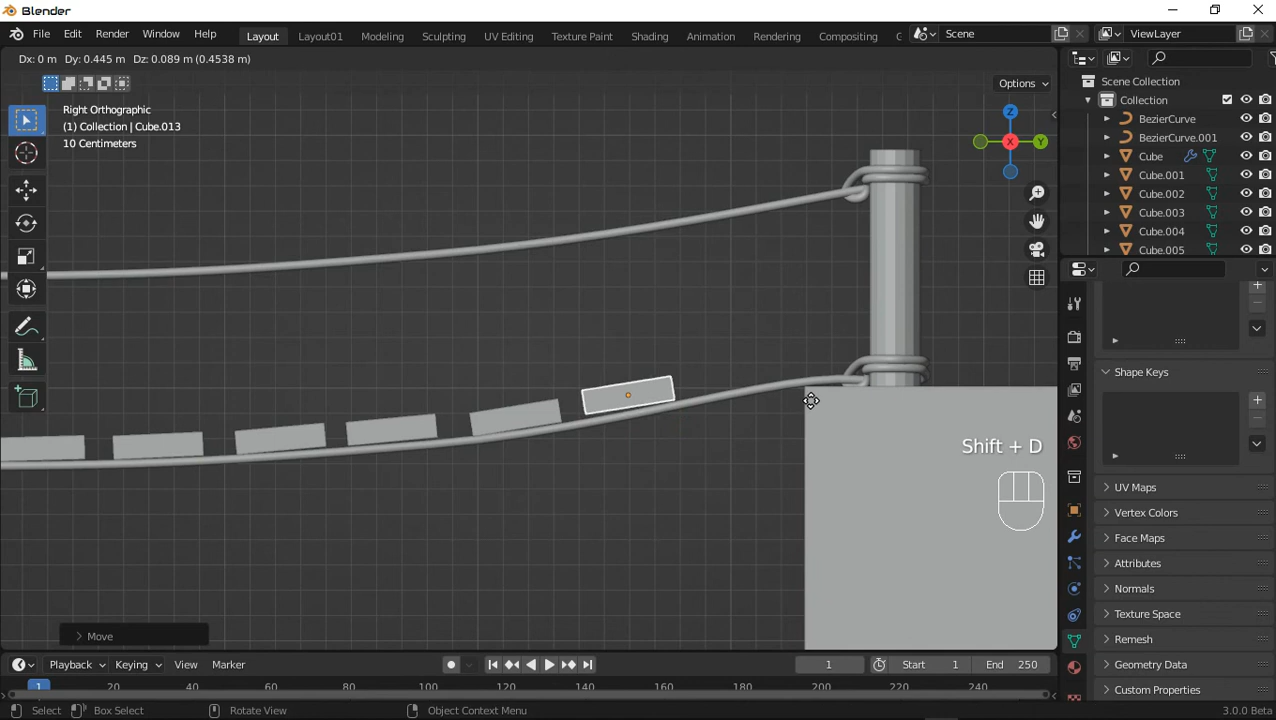 Blender
File Edit Render Window Help Layout Layout01 Modeling Sculpting UV Editing Texture Paint Shading Animation Rendering Compositing Scene ViewLayer
Dx: 0 m Dy: 0.445 m Dz: 0.089 m (0.4538 m)
Options
Scene Collection
Collection
BezierCurve
BezierCurve.001
Cube
Cube.001
Cube.002
Cube.003
Cube.004
Cube.005
Right Orthographic
(1) Collection | Cube.013
10 Centimeters
Z
X
Y
Shift + D
Shape Keys
UV Maps
Vertex Colors
Face Maps
Attributes
Normals
Texture Space
Remesh
Geometry Data
Custom Properties
Move
Playback Keying View Marker 1 Start 1 End 250
1 20 40 60 80 100 120 140 160 180 200 220 240
Select Box Select Rotate View Object Context Menu 3.0.0 Beta